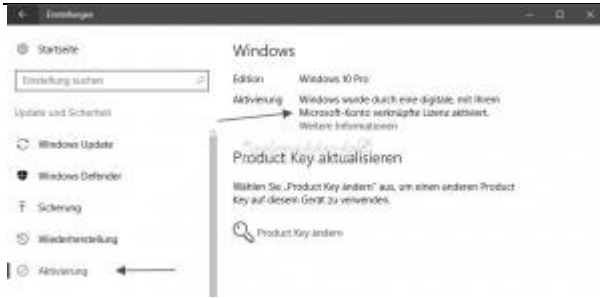 Einstellungen
Startseite
Einstellung suchen
Update und Sicherheit
Windows Update
Windows Defender
Sicherung
Wiederherstellung
Aktivierung
Windows
Edition Windows 10 Pro
Aktivierung Windows wurde durch eine digitale, mit Ihrem
Microsoft-Konto verknüpfte Lizenz aktiviert.
Weitere Informationen
Product Key aktualisieren
Wählen Sie „Product Key ändern" aus, um einen anderen Product
Key auf diesem Gerät zu verwenden.
Product Key ändern